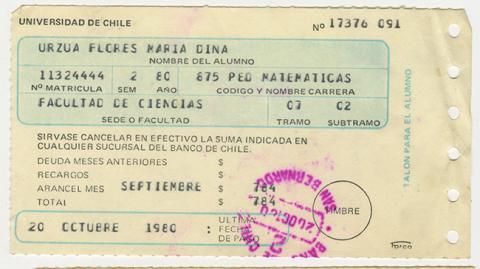 UNIVERSIDAD DE CHILE
Nº 17376 091
URZUA FLORES MARIA DINA
NOMBRE DEL ALUMNO
11324444 2 80 875 PED MATEMATICAS
Nº MATRICULA SEM AÑO CODIGO Y NOMBRE CARRERA
FACULTAD DE CIENCIAS 07 02
SEDE O FACULTAD TRAMO SUBTRAMO
TALON PARA EL ALUMNO
SIRVASE CANCELAR EN EFECTIVO LA SUMA INDICADA EN
CUALQUIER SUCURSAL DEL BANCO DE CHILE.
DEUDA MESES ANTERIORES $
RECARGOS $
ARANCEL MES SEPTIEMBRE $ 784
TOTAL $ 784
20 OCTUBRE 1980 : ULTIMA
FECHA
DE PAGO
TIMBRE
SAN BERNARDO
Forco